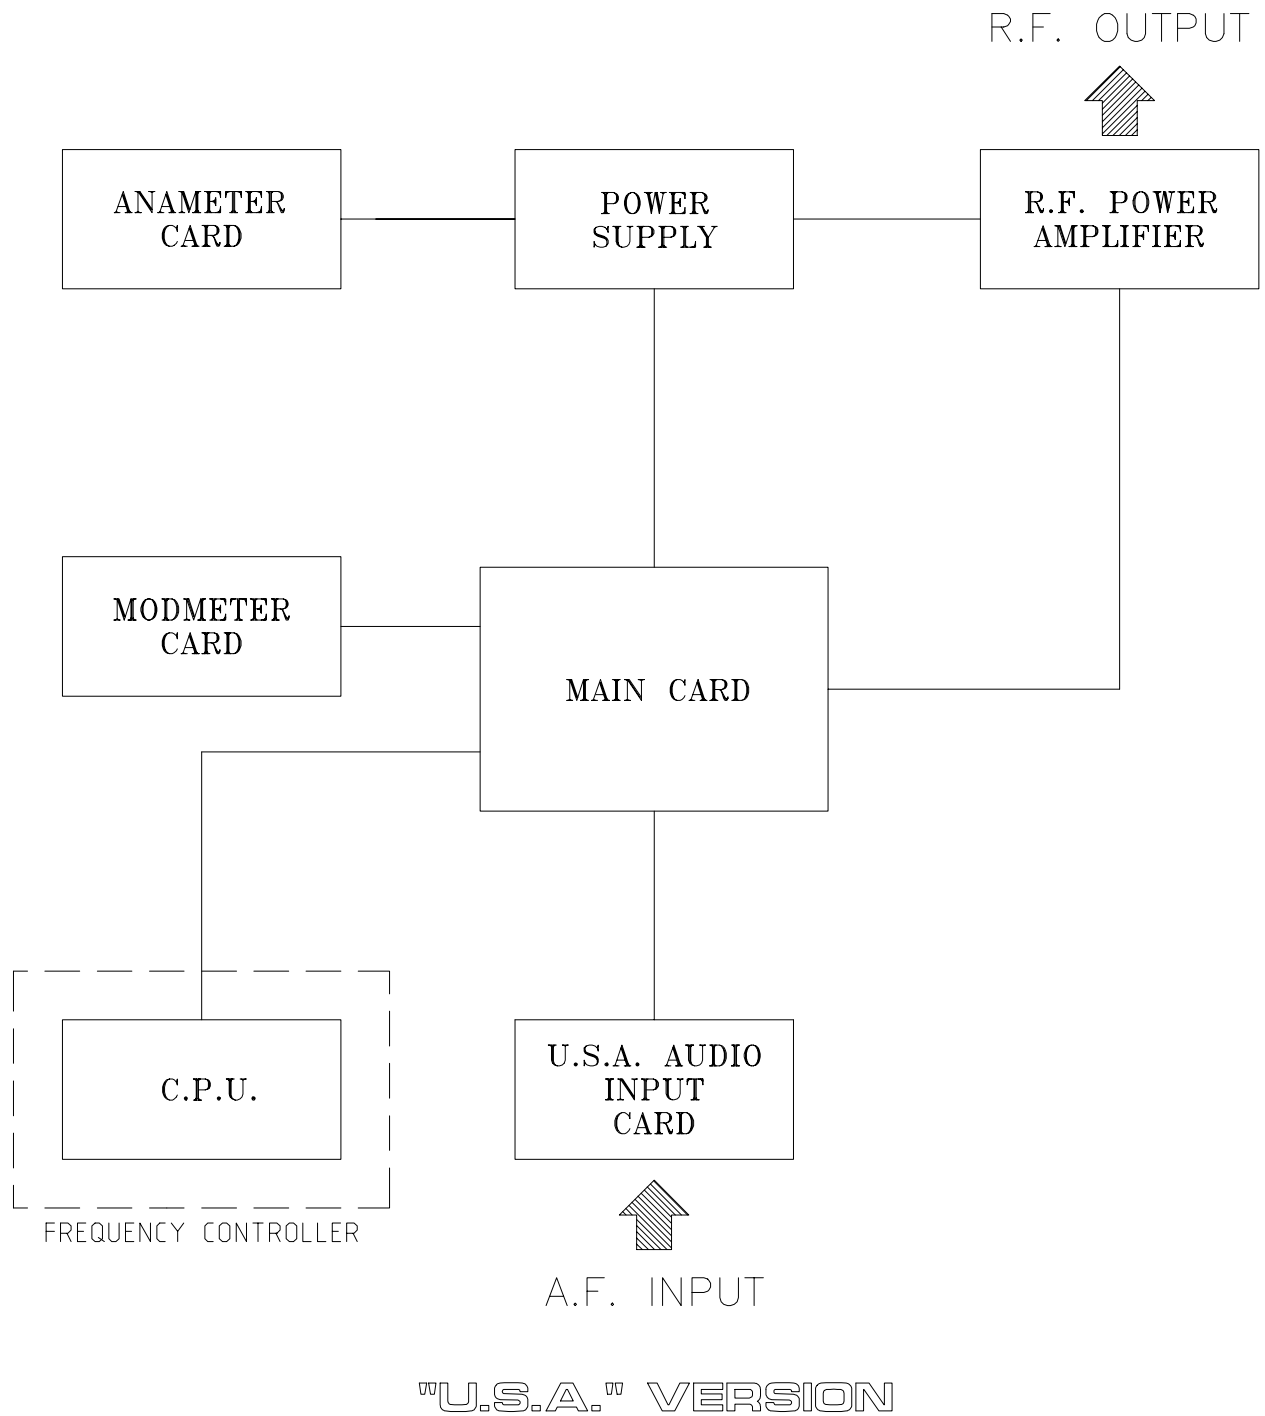 R.F. OUTPUT
ANAMETER
CARD
POWER
SUPPLY
R.F. POWER
AMPLIFIER
MODMETER
CARD
MAIN CARD
C.P.U.
FREQUENCY CONTROLLER
U.S.A. AUDIO
INPUT
CARD
A.F. INPUT
"U.S.A." VERSION